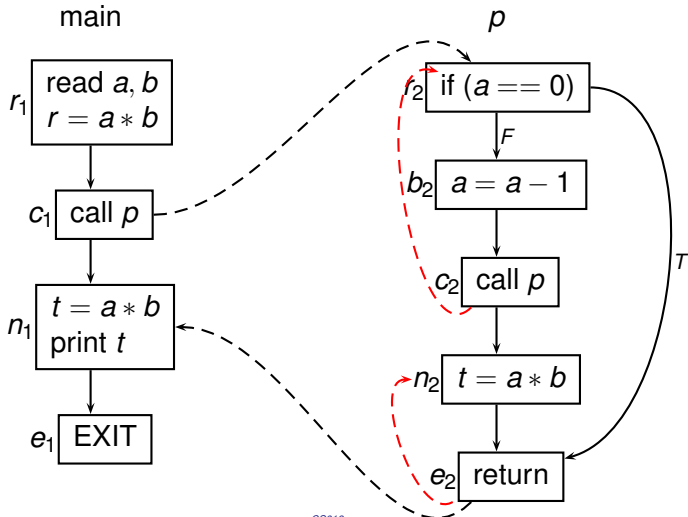 main
p
r1
read a, b
r = a * b
c1
call p
n1
t = a * b
print t
e1
EXIT
r2
if (a == 0)
F
b2
a = a − 1
T
c2
call p
n2
t = a * b
e2
return